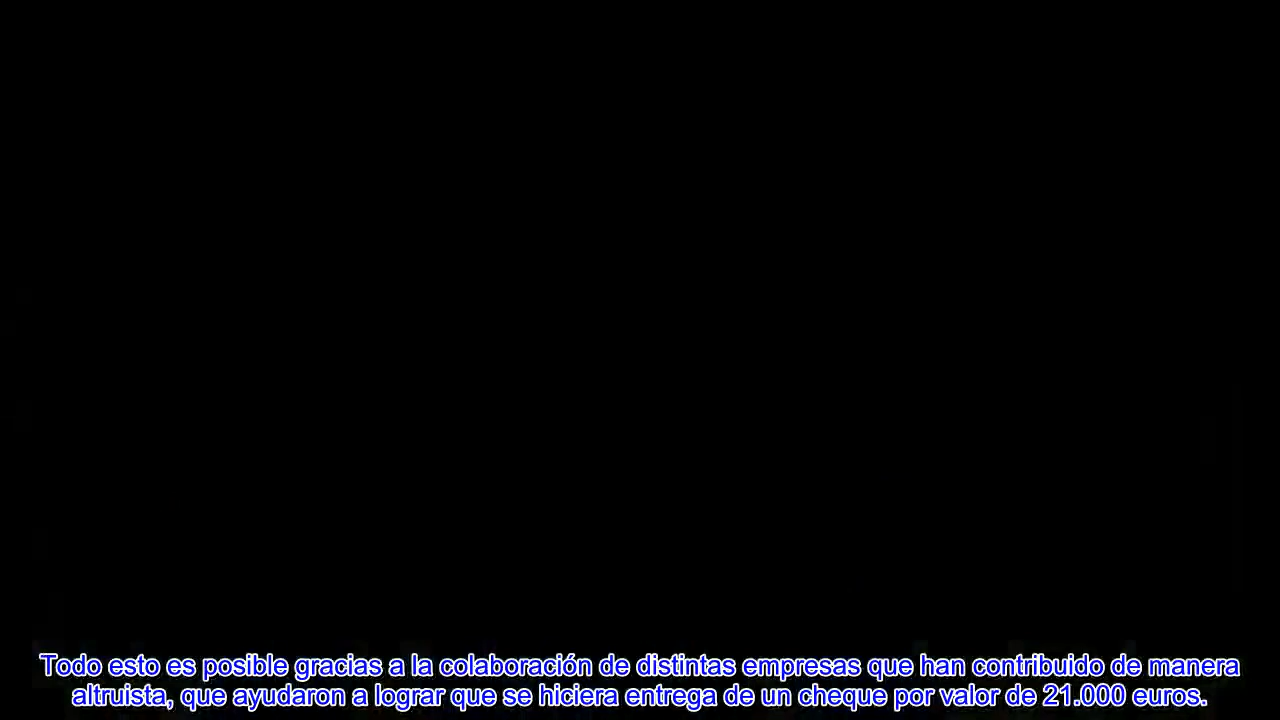 Todo esto es posible gracias a la colaboración de distintas empresas que han contribuido de manera
altruista, que ayudaron a lograr que se hiciera entrega de un cheque por valor de 21.000 euros.